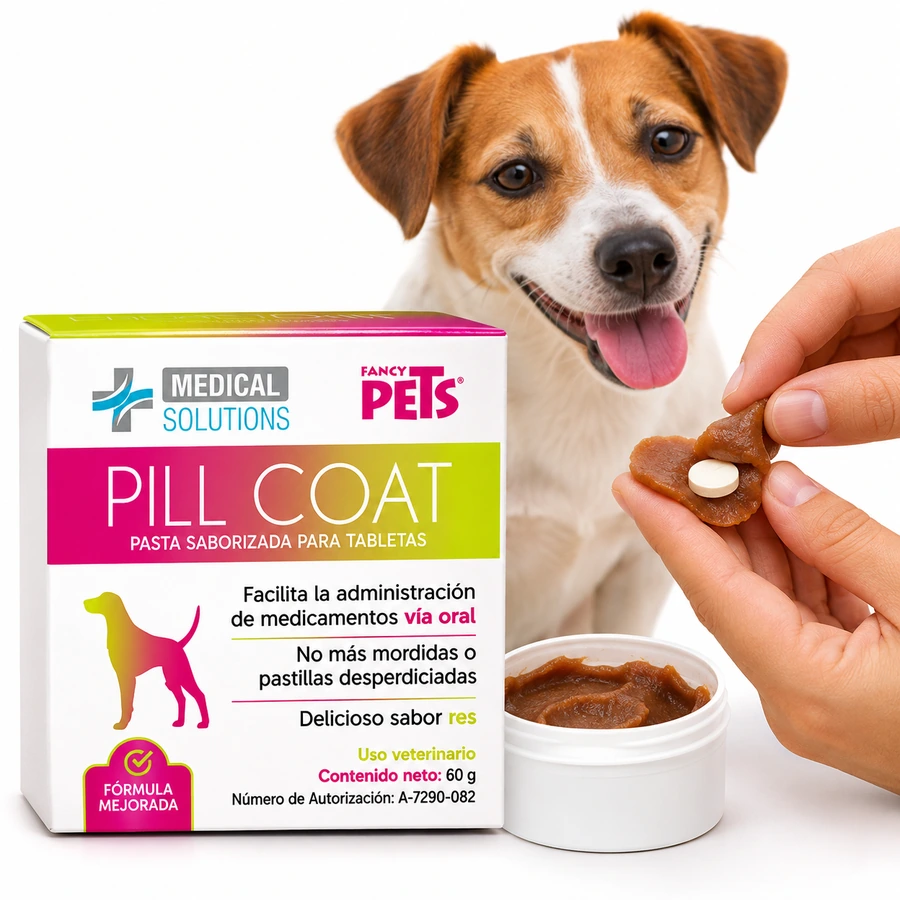 MEDICAL
SOLUTIONS
FANCY
PETS®
PILL COAT
PASTA SABORIZADA PARA TABLETAS
Facilita la administración
de medicamentos vía oral
No más mordidas o
pastillas desperdiciadas
Delicioso sabor res
Uso veterinario
Contenido neto: 60 g
Número de Autorización: A-7290-082
FÓRMULA
MEJORADA